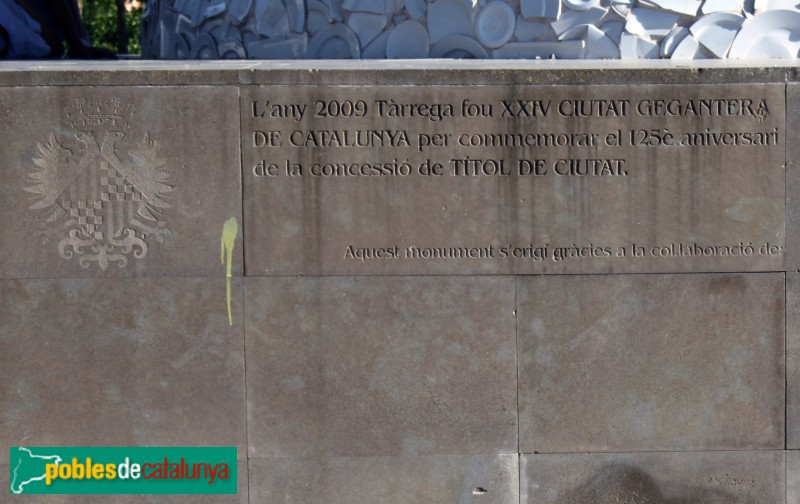 L'any 2009 Tàrrega fou XXIV CIUTAT GEGANTERA
DE CATALUNYA per commemorar el 125è aniversari
de la concessió de TÍTOL DE CIUTAT.
Aquest monument s'erigí gràcies a la col·laboració de:
poblesdecatalunya